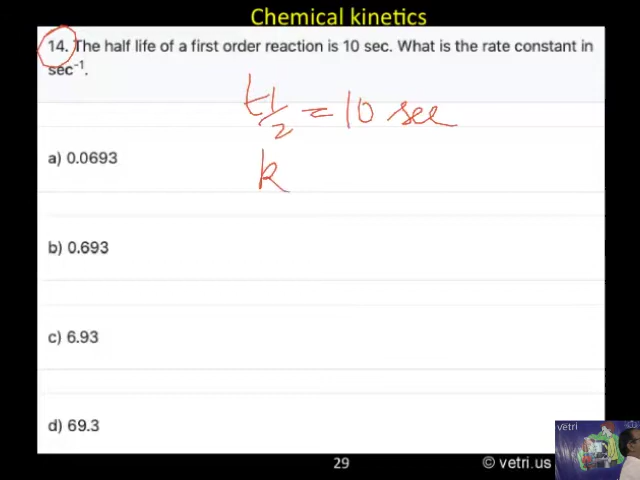 Chemical kinetics
14. The half life of a first order reaction is 10 sec. What is the rate constant in
sec⁻¹.
t1/2 = 10 sec
a) 0.0693
k
b) 0.693
c) 6.93
d) 69.3
vetri
29
© vetri.us